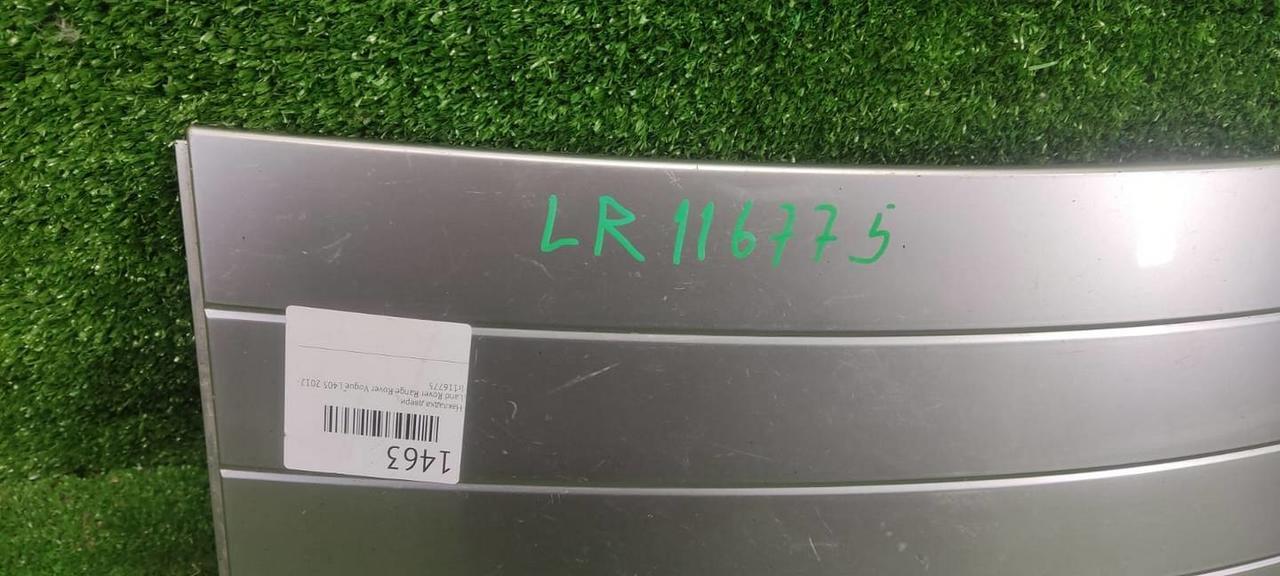 LR116775
1463
Накладка двери,
Land Rover Range Rover Vogue L405 2012-
lr116775